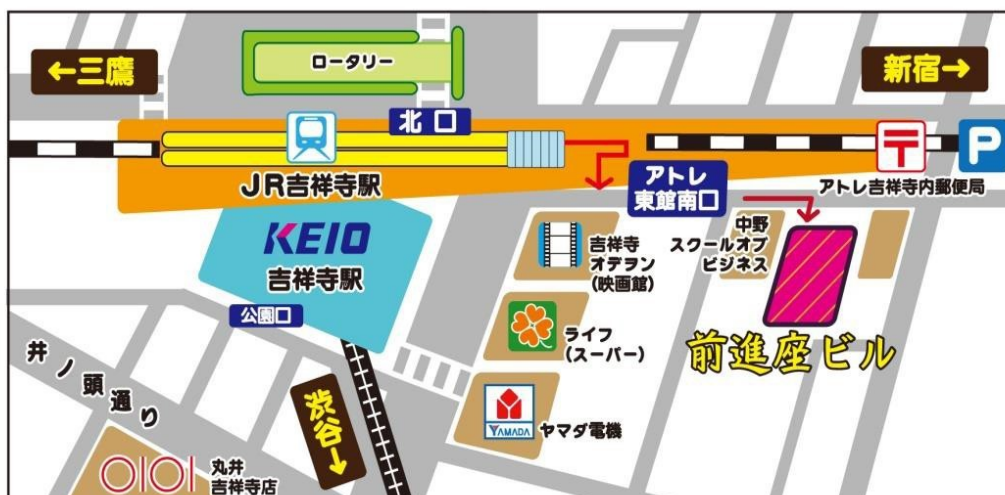 ←三鷹
ロータリー
新宿→
北口
JR吉祥寺駅
アトレ
東館南口
〒
P
アトレ吉祥寺内郵便局
KEIO
吉祥寺駅
公園口
吉祥寺
オデヲン
(映画館)
中野
スクールオブ
ビジネス
ライフ
(スーパー)
前進座ビル
井ノ頭通り
渋谷→
YAMADA
ヤマダ電機
OIOI
丸井
吉祥寺店